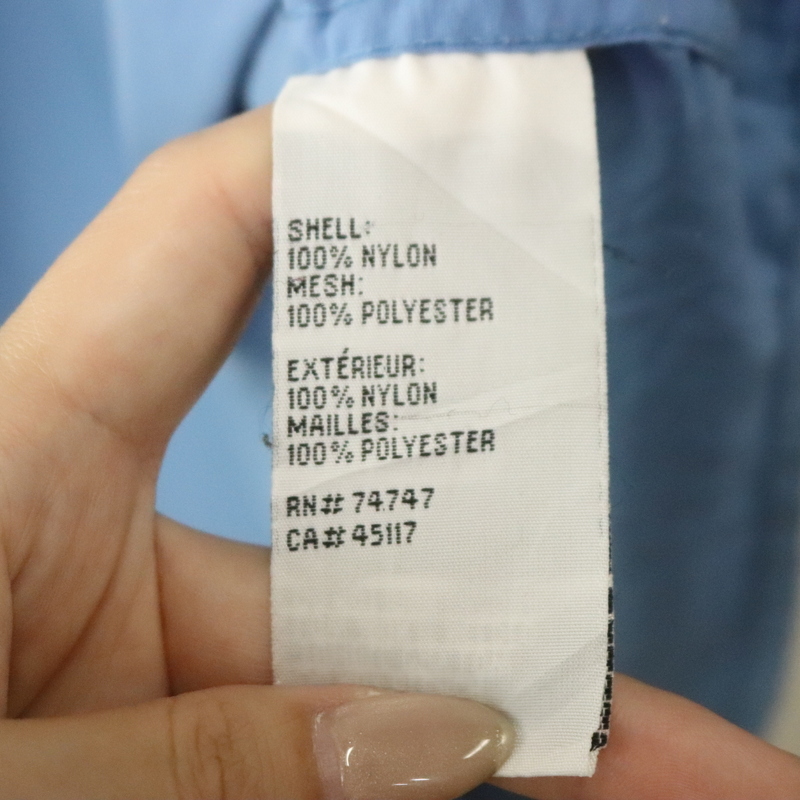 SHELL:
100% NYLON
MESH:
100% POLYESTER
EXTÉRIEUR:
100% NYLON
MAILLES:
100% POLYESTER
RN# 74747
CA# 45117